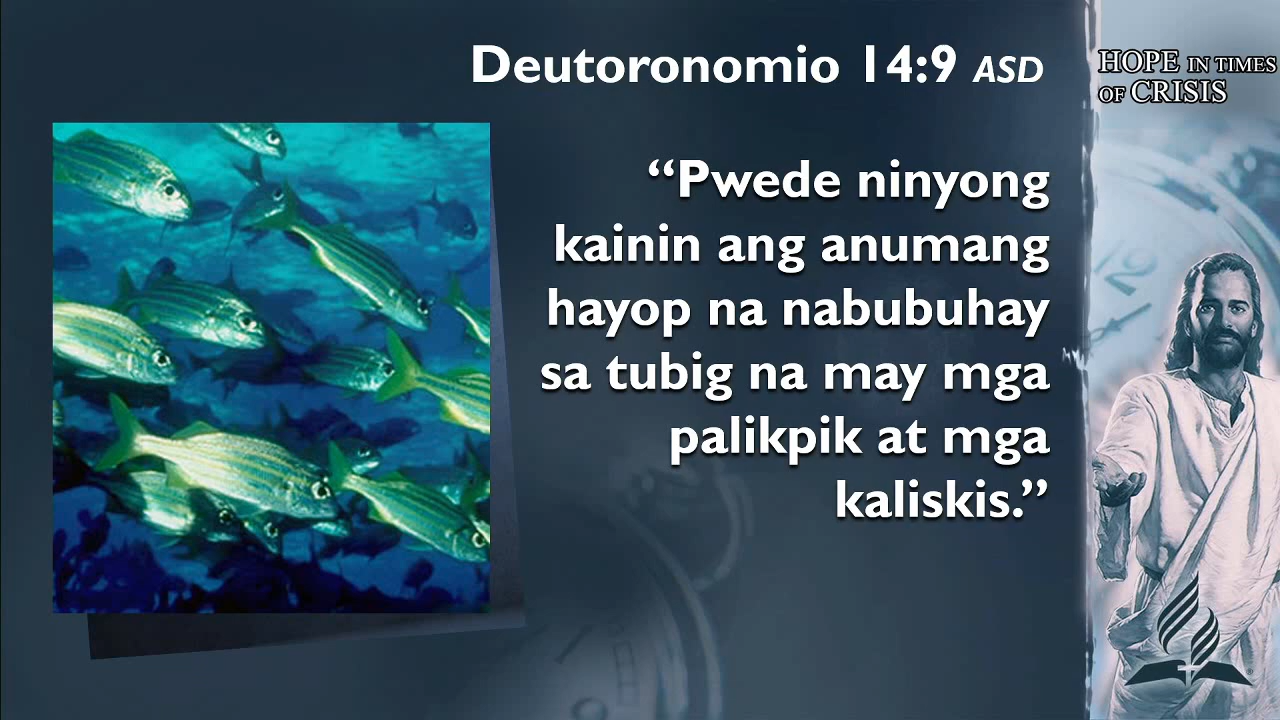 Deutoronomio 14:9 ASD
HOPE IN TIMES
OF CRISIS
“Pwede ninyong
kainin ang anumang
hayop na nabubuhay
sa tubig na may mga
palikpik at mga
kaliskis.”